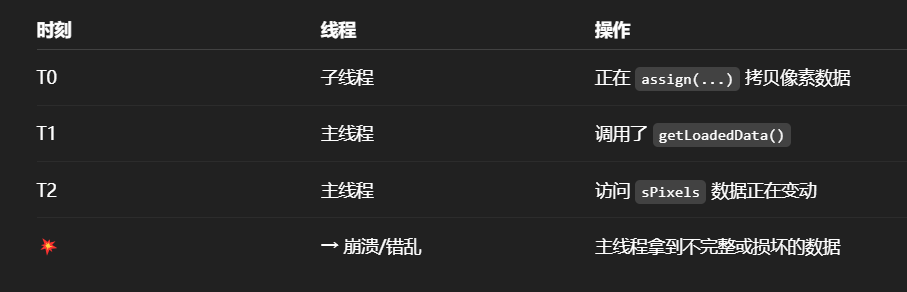 时刻 线程 操作
T0 子线程 正在 assign(...) 拷贝像素数据
T1 主线程 调用了 getLoadedData()
T2 主线程 访问 sPixels 数据正在变动
💥 → 崩溃/错乱 主线程拿到不完整或损坏的数据